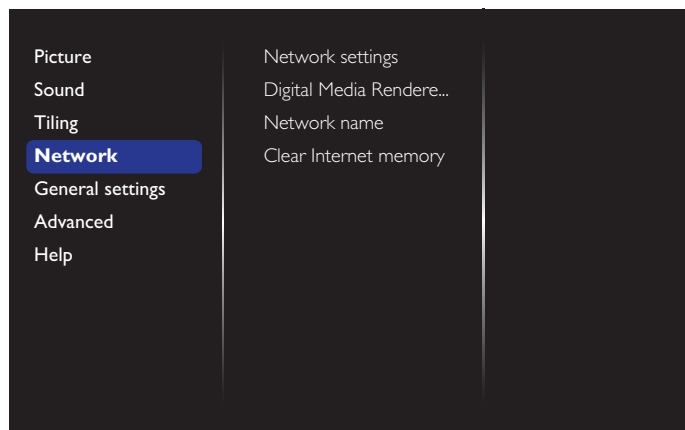 Picture
Sound
Tiling
Network
General settings
Advanced
Help
Network settings
Digital Media Rendere...
Network name
Clear Internet memory